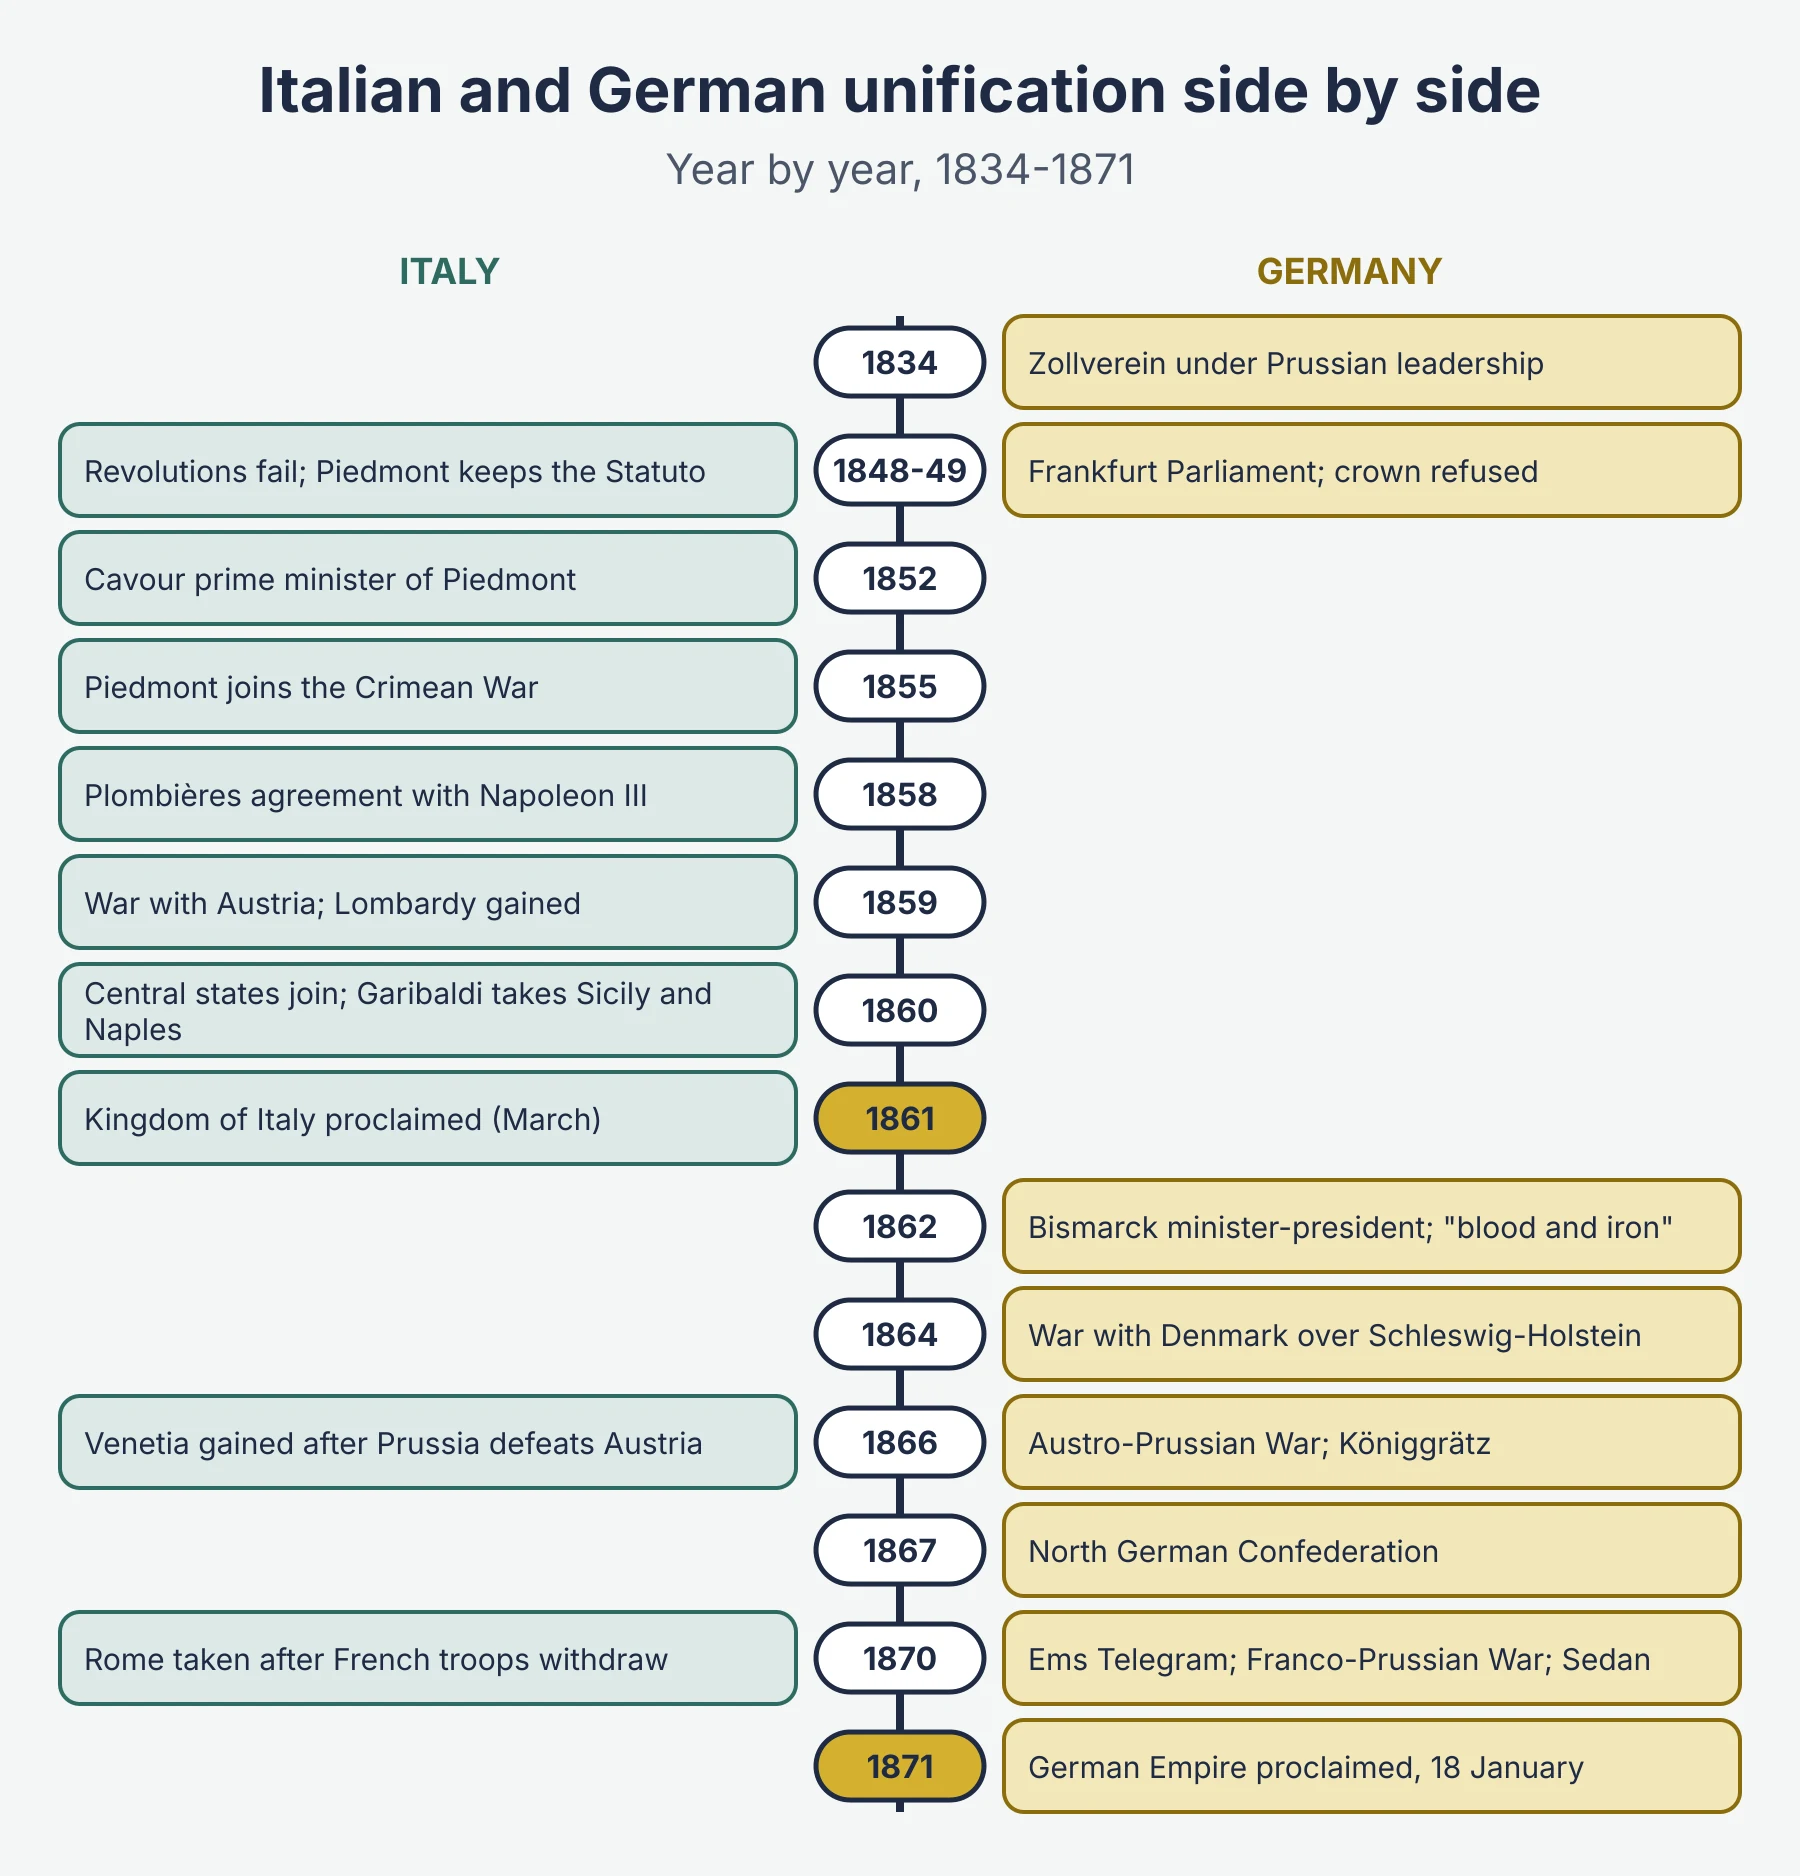 Italian and German unification side by side
Year by year, 1834-1871
ITALY
GERMANY
1834
Zollverein under Prussian leadership
Revolutions fail; Piedmont keeps the Statuto
1848-49
Frankfurt Parliament; crown refused
Cavour prime minister of Piedmont
1852
Piedmont joins the Crimean War
1855
Plombières agreement with Napoleon III
1858
War with Austria; Lombardy gained
1859
Central states join; Garibaldi takes Sicily and
Naples
1860
Kingdom of Italy proclaimed (March)
1861
1862
Bismarck minister-president; "blood and iron"
1864
War with Denmark over Schleswig-Holstein
Venetia gained after Prussia defeats Austria
1866
Austro-Prussian War; Königgrätz
1867
North German Confederation
Rome taken after French troops withdraw
1870
Ems Telegram; Franco-Prussian War; Sedan
1871
German Empire proclaimed, 18 January